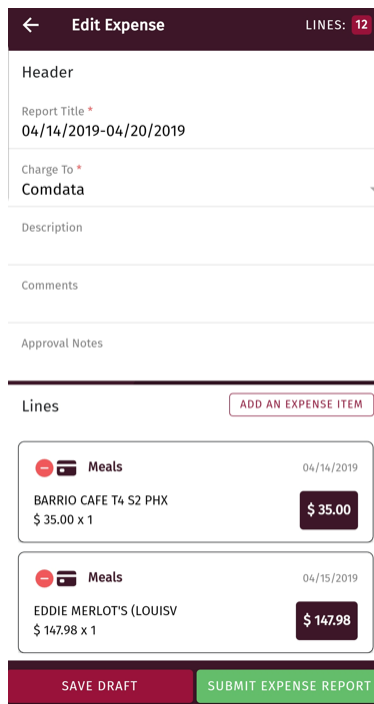 Edit Expense
LINES: 12
Header
Report Title *
04/14/2019-04/20/2019
Charge To *
Comdata
Description
Comments
Approval Notes
Lines
ADD AN EXPENSE ITEM
Meals
04/14/2019
BARRIO CAFE T4 S2 PHX
$ 35.00 x 1
$ 35.00
Meals
04/15/2019
EDDIE MERLOT'S (LOUISV
$ 147.98 x 1
$ 147.98
SAVE DRAFT
SUBMIT EXPENSE REPORT